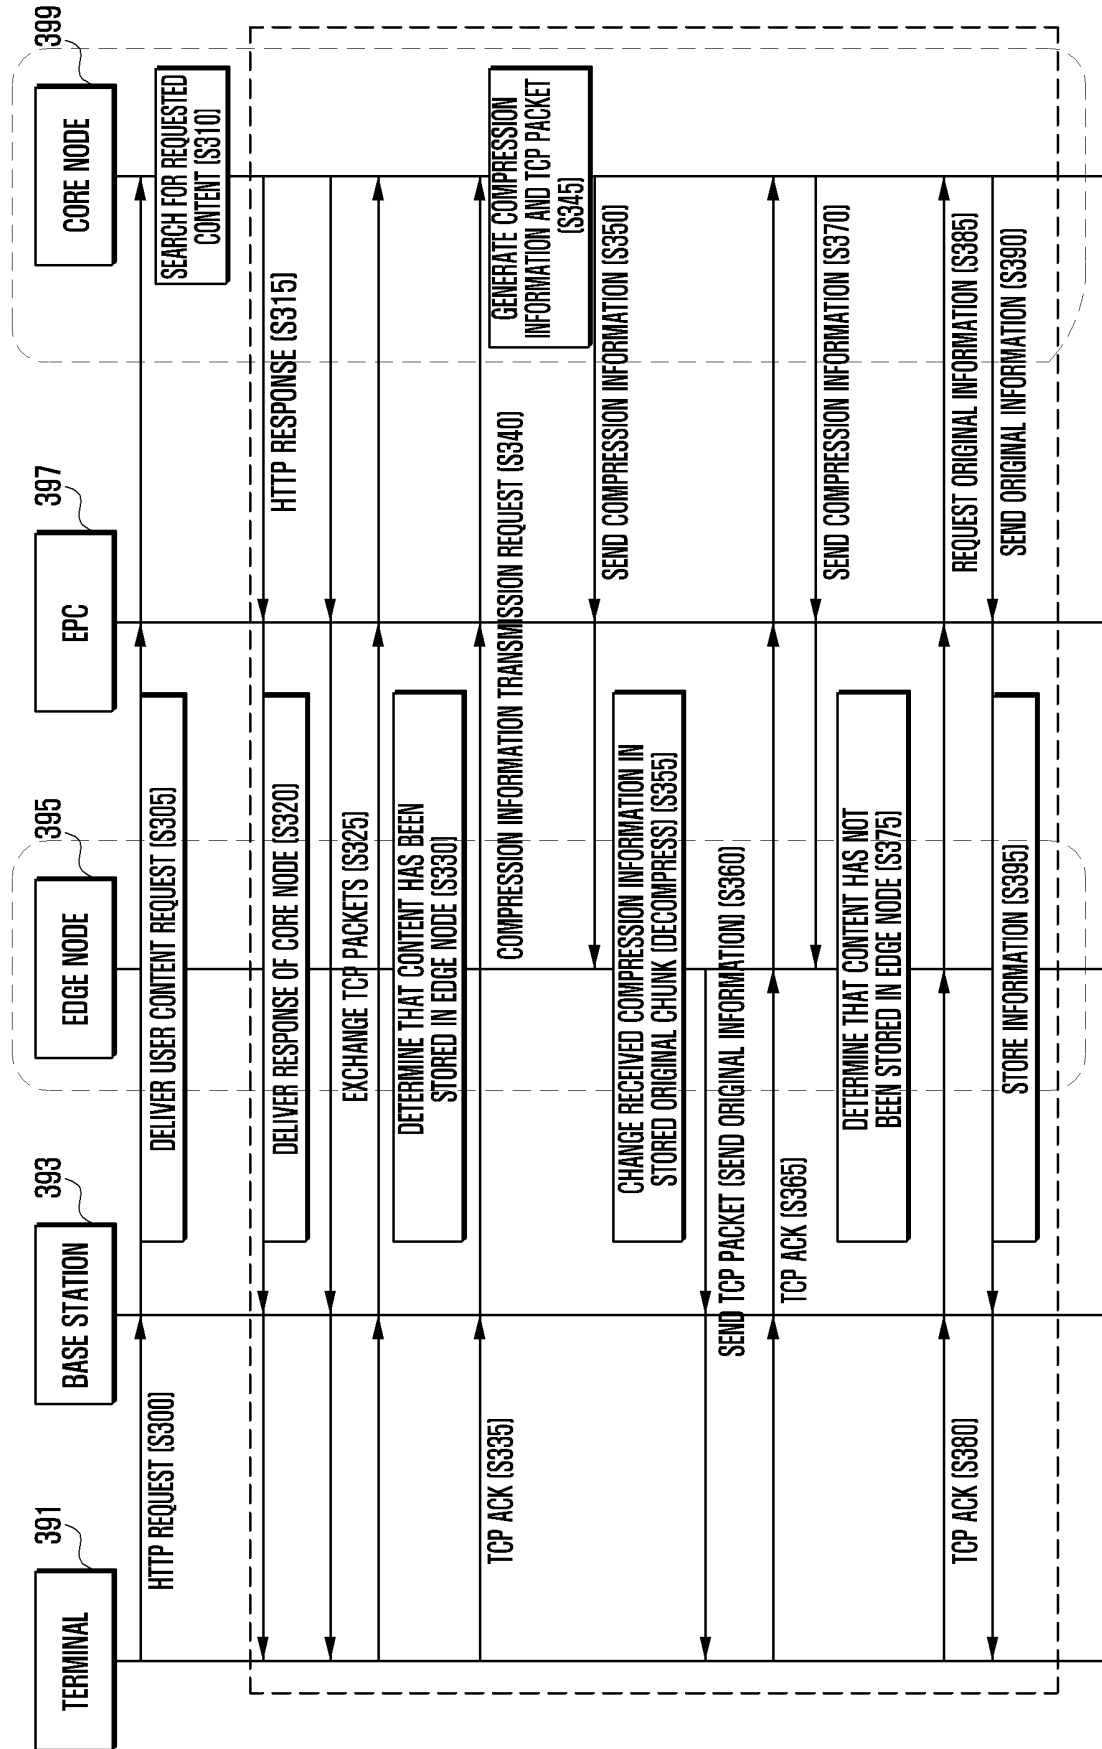 TERMINAL
391
BASE STATION
393
EDGE NODE
395
EPC
397
CORE NODE
399
HTTP REQUEST (S300)
DELIVER USER CONTENT REQUEST (S305)
SEARCH FOR REQUESTED
CONTENT (S310)
HTTP RESPONSE (S315)
DELIVER RESPONSE OF CORE NODE (S320)
EXCHANGE TCP PACKETS (S325)
DETERMINE THAT CONTENT HAS BEEN
STORED IN EDGE NODE (S330)
TCP ACK (S335)
COMPRESSION INFORMATION TRANSMISSION REQUEST (S340)
GENERATE COMPRESSION
INFORMATION AND TCP PACKET
(S345)
SEND COMPRESSION INFORMATION (S350)
CHANGE RECEIVED COMPRESSION INFORMATION IN
STORED ORIGINAL CHUNK (DECOMPRESS) (S355)
SEND TCP PACKET (SEND ORIGINAL INFORMATION) (S360)
TCP ACK (S365)
SEND COMPRESSION INFORMATION (S370)
DETERMINE THAT CONTENT HAS NOT
BEEN STORED IN EDGE NODE (S375)
TCP ACK (S380)
REQUEST ORIGINAL INFORMATION (S385)
SEND ORIGINAL INFORMATION (S390)
STORE INFORMATION (S395)